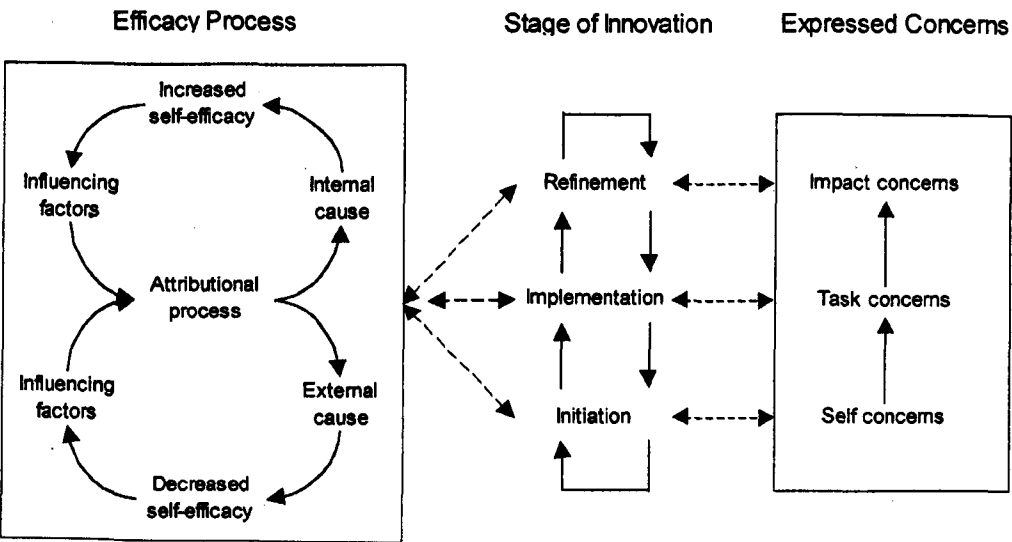 Efficacy Process
Stage of Innovation
Expressed Concerns
Increased
self-efficacy
Influencing
factors
Internal
cause
Attributional
process
Influencing
factors
External
cause
Decreased
self-efficacy
Refinement
Implementation
Initiation
Impact concerns
Task concerns
Self concerns